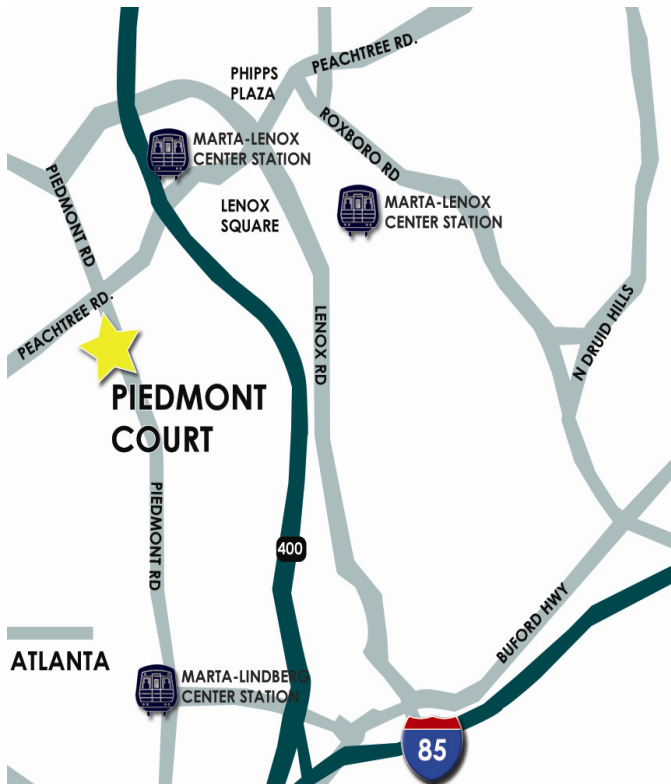 PHIPPS
PLAZA
PEACHTREE RD.
ROXBORO RD
MARTA-LENOX
CENTER STATION
PIEDMONT RD
LENOX
SQUARE
MARTA-LENOX
CENTER STATION
PEACHTREE RD.
LENOX RD
N DRUID HILLS
PIEDMONT
COURT
PIEDMONT RD
400
BUFORD HWY
ATLANTA
MARTA-LINDBERG
CENTER STATION
85